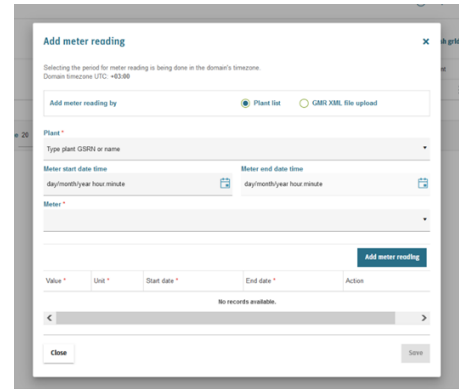 Add meter reading
Selecting the period for meter reading is being done in the domain's timezone.
Domain timezone UTC: +03:00
Add meter reading by
Plant list
GMR XML file upload
Plant *
Type plant GSRN or name
Meter start date time
Meter end date time
day/month/year hour:minute
day/month/year hour:minute
Meter *
Add meter reading
Value * Unit * Start date * End date * Action
No records available.
Close
Save